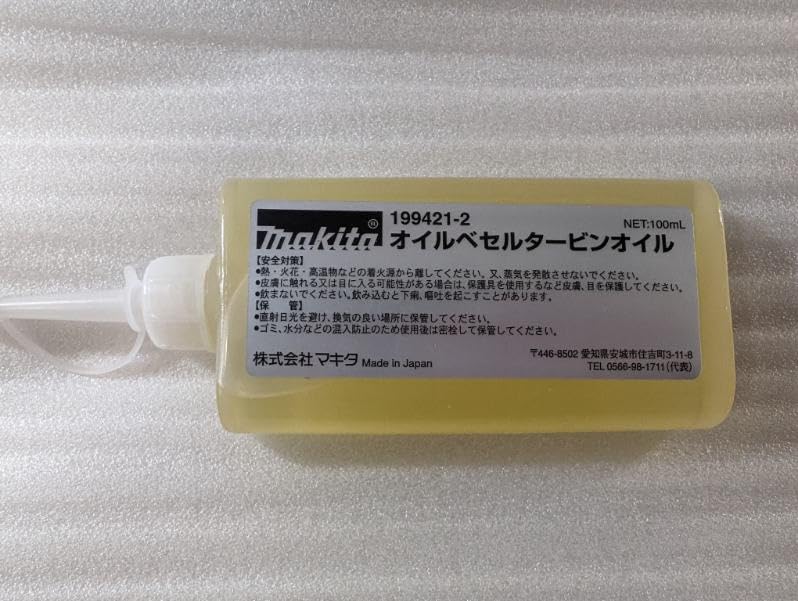 makita®
199421-2
NET:100mL
オイルベセルタービンオイル
【安全対策】
●熱・火花・高温物などの着火源から離してください。又、蒸気を発散させないでください。
●皮膚に触れる又は目に入る可能性がある場合は、保護具を使用するなど皮膚、目を保護してください。
●飲まないでください。飲み込むと下痢、嘔吐を起こすことがあります。
【保　管】
●直射日光を避け、換気の良い場所に保管してください。
●ゴミ、水分などの混入防止のため使用後は密栓して保管してください。
株式会社マキタ Made in Japan
〒446-8502 愛知県安城市住吉町3-11-8
TEL 0566-98-1711(代表)